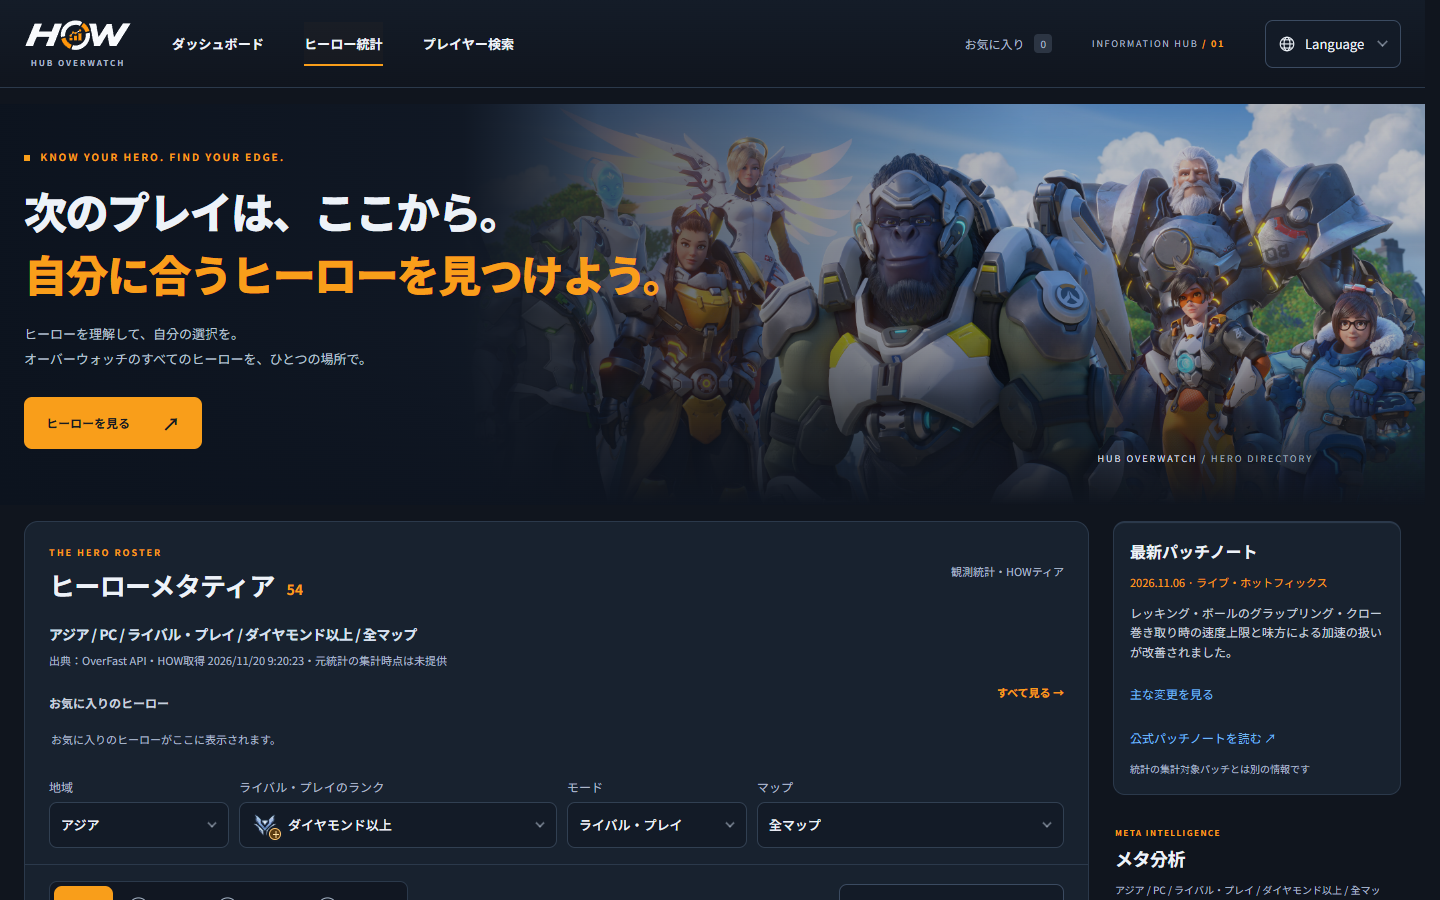 HOW
HUB OVERWATCH
ダッシュボード
ヒーロー統計
プレイヤー検索
お気に入り 0
INFORMATION HUB / 01
Language
KNOW YOUR HERO. FIND YOUR EDGE.
次のプレイは、ここから。
自分に合うヒーローを見つけよう。
ヒーローを理解して、自分の選択を。
オーバーウォッチのすべてのヒーローを、ひとつの場所で。
ヒーローを見る ↗
HUB OVERWATCH / HERO DIRECTORY
THE HERO ROSTER
ヒーローメタティア 54
観測統計・HOWティア
アジア / PC / ライバル・プレイ / ダイヤモンド以上 / 全マップ
出典：OverFast API・HOW取得 2026/11/20 9:20:23・元統計の集計時点は未提供
お気に入りのヒーロー
すべて見る →
お気に入りのヒーローがここに表示されます。
地域
ライバル・プレイのランク
モード
マップ
アジア
ダイヤモンド以上
ライバル・プレイ
全マップ
最新パッチノート
2026.11.06 · ライブ・ホットフィックス
レッキング・ボールのグラップリング・クロー
巻き取り時の速度上限と味方による加速の扱い
が改善されました。
主な変更を見る
公式パッチノートを読む ↗
統計の集計対象パッチとは別の情報です
META INTELLIGENCE
メタ分析
アジア / PC / ライバル・プレイ / ダイヤモンド以上 / 全マッ